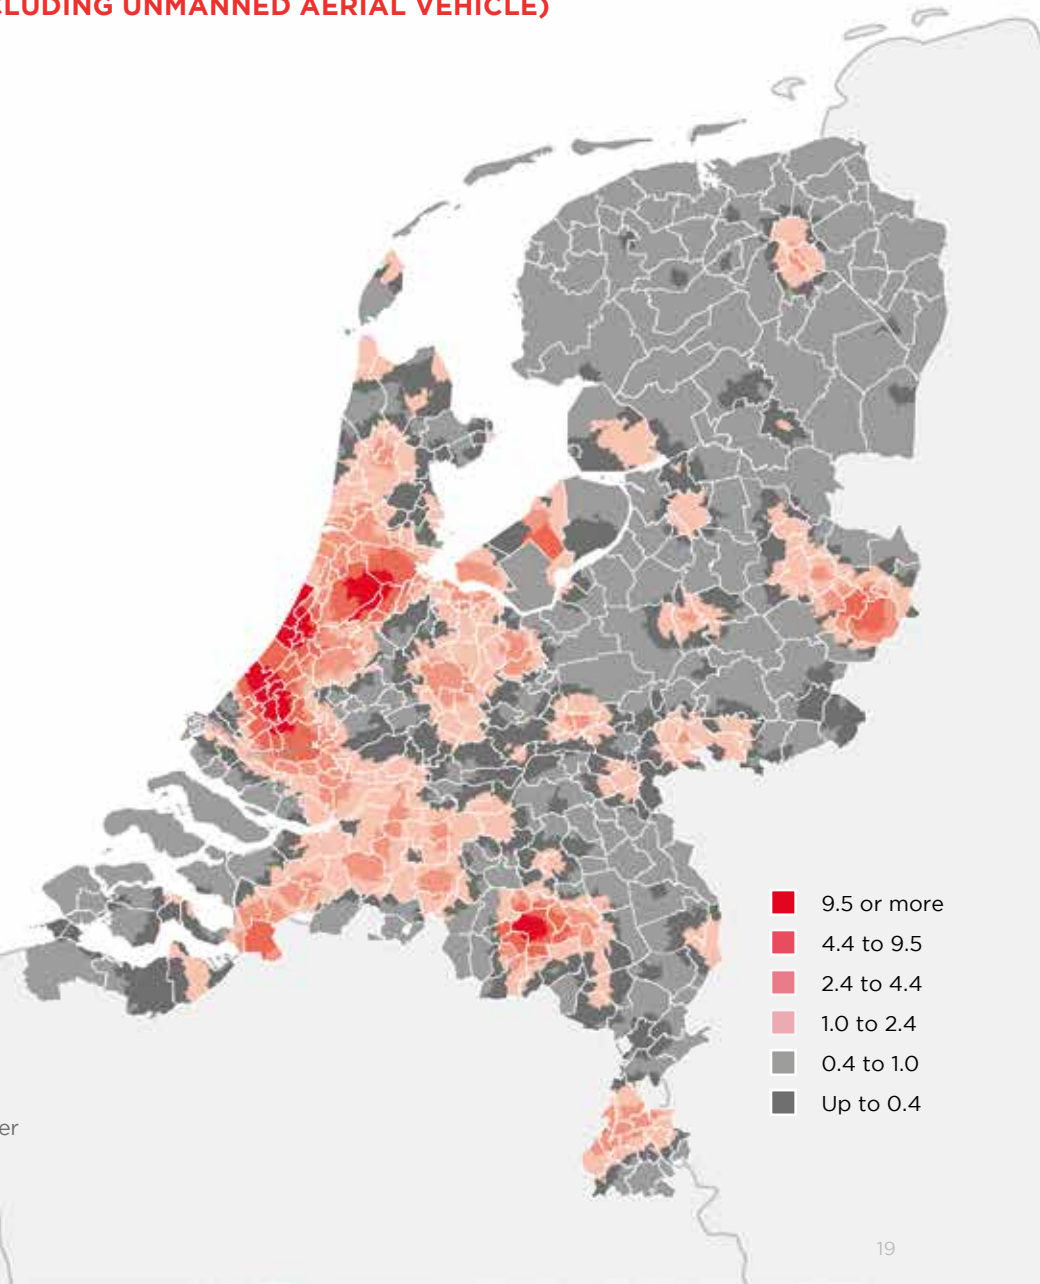 CLUDING UNMANNED AERIAL VEHICLE)
9.5 or more
4.4 to 9.5
2.4 to 4.4
1.0 to 2.4
0.4 to 1.0
Up to 0.4
er
19